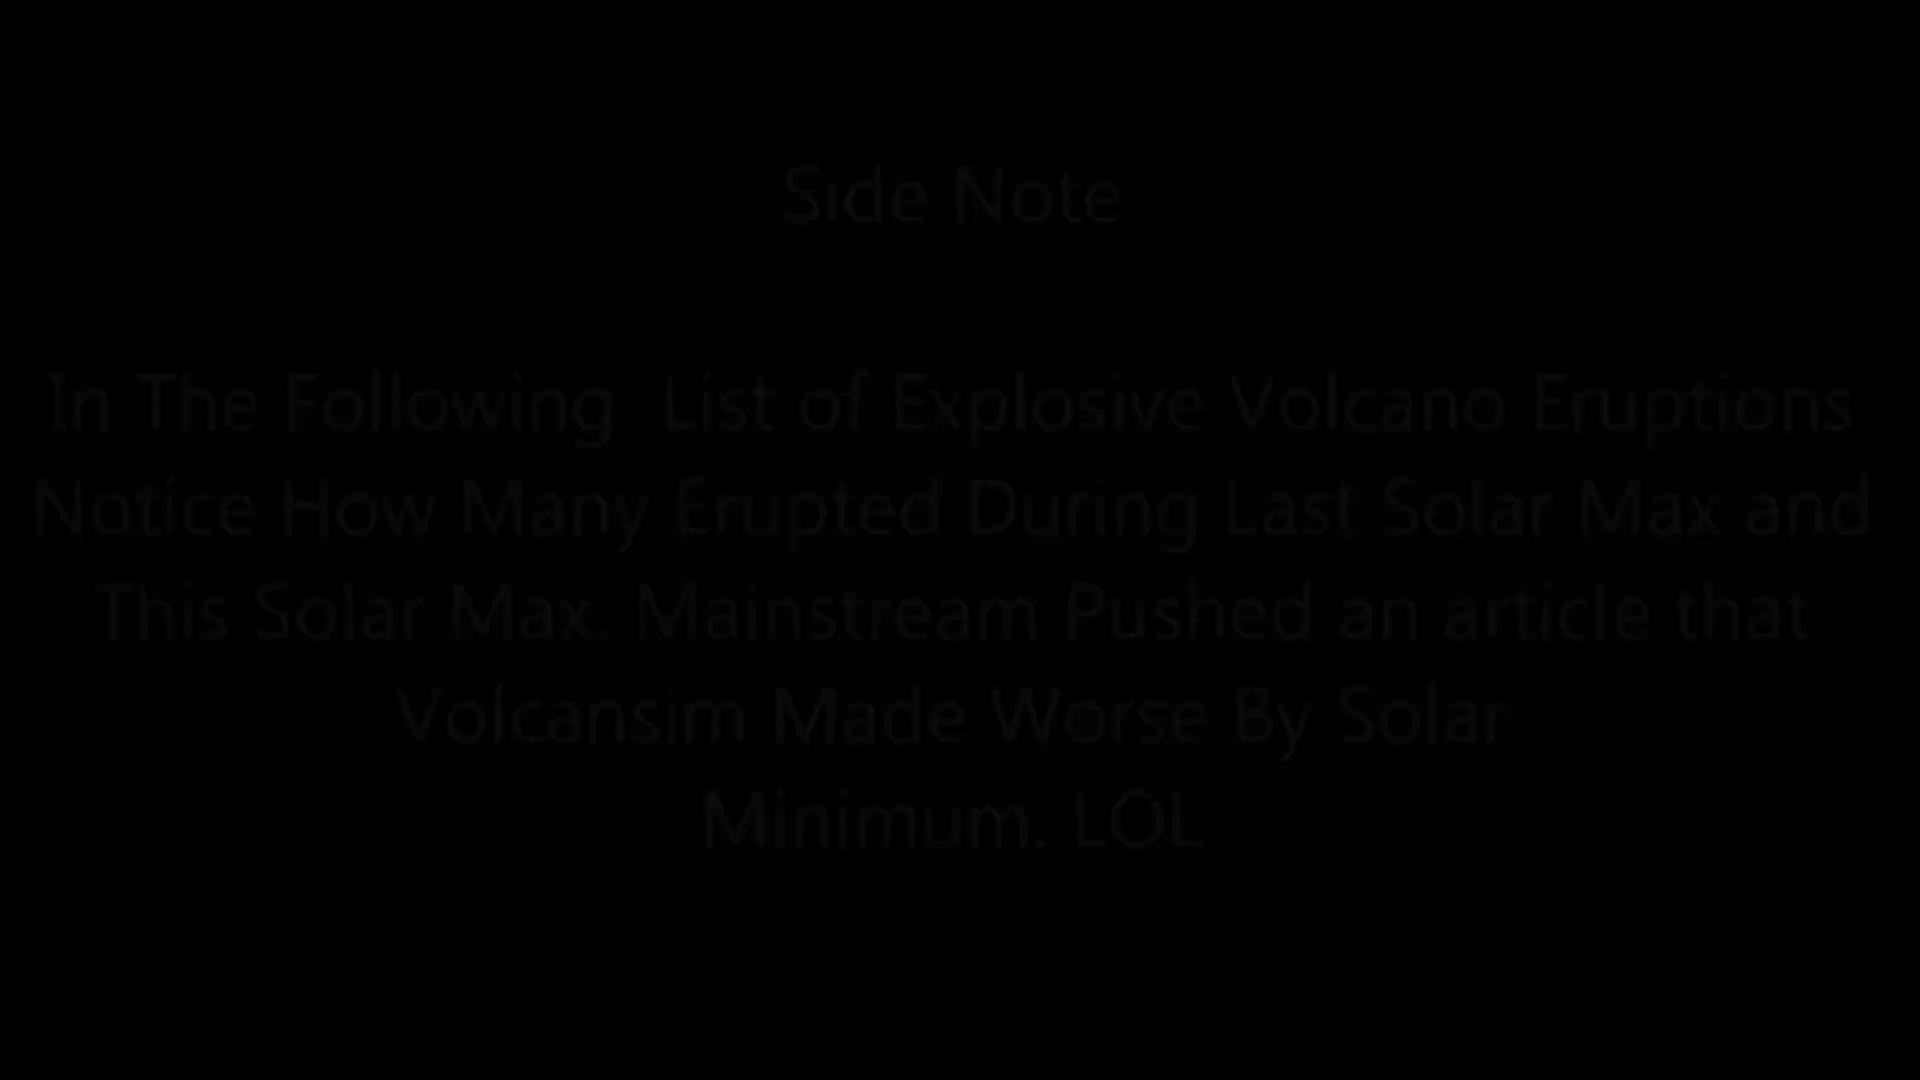 Side Note
In The Following List of Explosive Volcano Eruptions
Notice How Many Erupted During Last Solar Max and
This Solar Max. Mainstream Pushed an article that
Volcansim Made Worse By Solar
Minimum. LOL